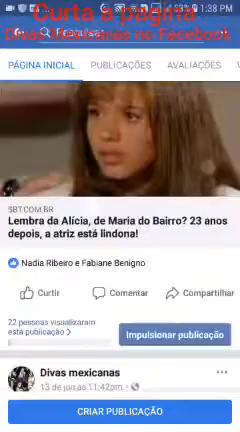 Curta a página
Divas Mexicanas no Facebook
1:38 PM
Pesquisar
PÁGINA INICIAL PUBLICAÇÕES AVALIAÇÕES
SBT.COM.BR
Lembra da Alícia, de Maria do Bairro? 23 anos
depois, a atriz está lindona!
Nadia Ribeiro e Fabiane Benigno
Curtir Comentar Compartilhar
22 pessoas visualizaram
esta publicação >
Impulsionar publicação
Divas mexicanas
13 de jun às 11:42pm
CRIAR PUBLICAÇÃO